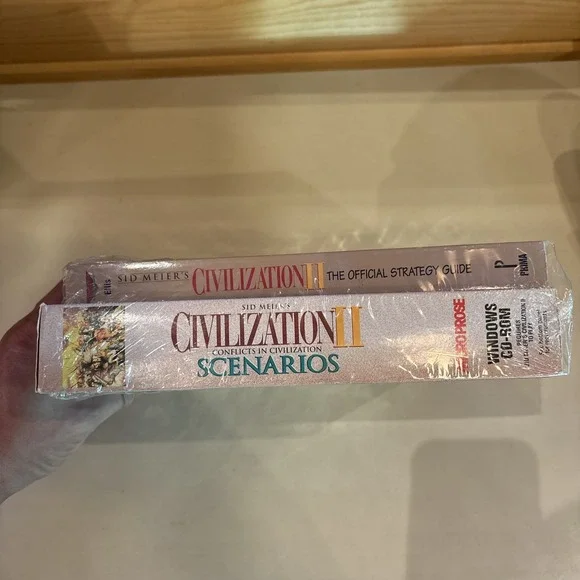 Ellis
SID MEIER'S CIVILIZATION II THE OFFICIAL STRATEGY GUIDE
P
PRIMA
SID MEIER'S
CIVILIZATION II
CONFLICTS IN CIVILIZATION
SCENARIOS
MICROPROSE
WINDOWS
CD-ROM